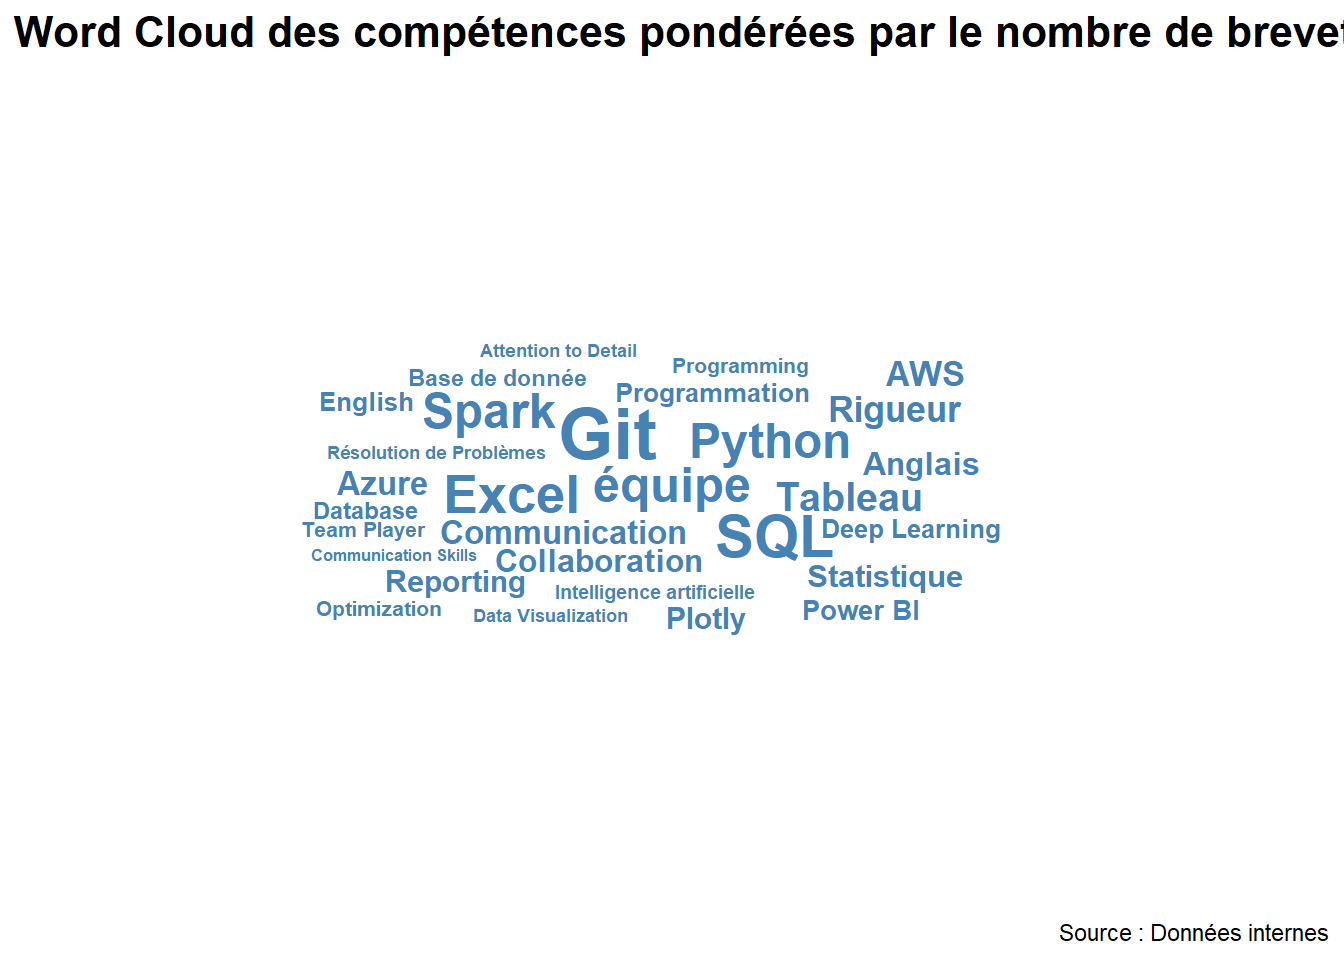 Word Cloud des compétences pondérées par le nombre de brevet
Attention to Detail
Programming
AWS
Base de donnée
Programmation
English
Spark
Rigueur
Git
Python
Résolution de Problèmes
Anglais
Azure
Excel
équipe
Tableau
Database
Team Player
Communication
SQL
Deep Learning
Communication Skills
Collaboration
Statistique
Reporting
Intelligence artificielle
Optimization
Data Visualization
Plotly
Power BI
Source : Données internes